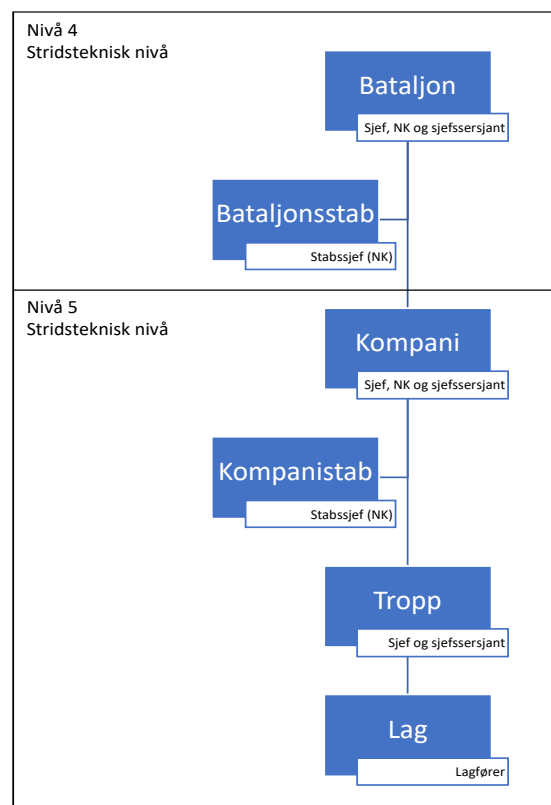 Nivå 4
Stridsteknisk nivå
Bataljon
Sjef, NK og sjefssersjant
Bataljonsstab
Stabssjef (NK)
Nivå 5
Stridsteknisk nivå
Kompani
Sjef, NK og sjefssersjant
Kompanistab
Stabssjef (NK)
Tropp
Sjef og sjefssersjant
Lag
Lagfører